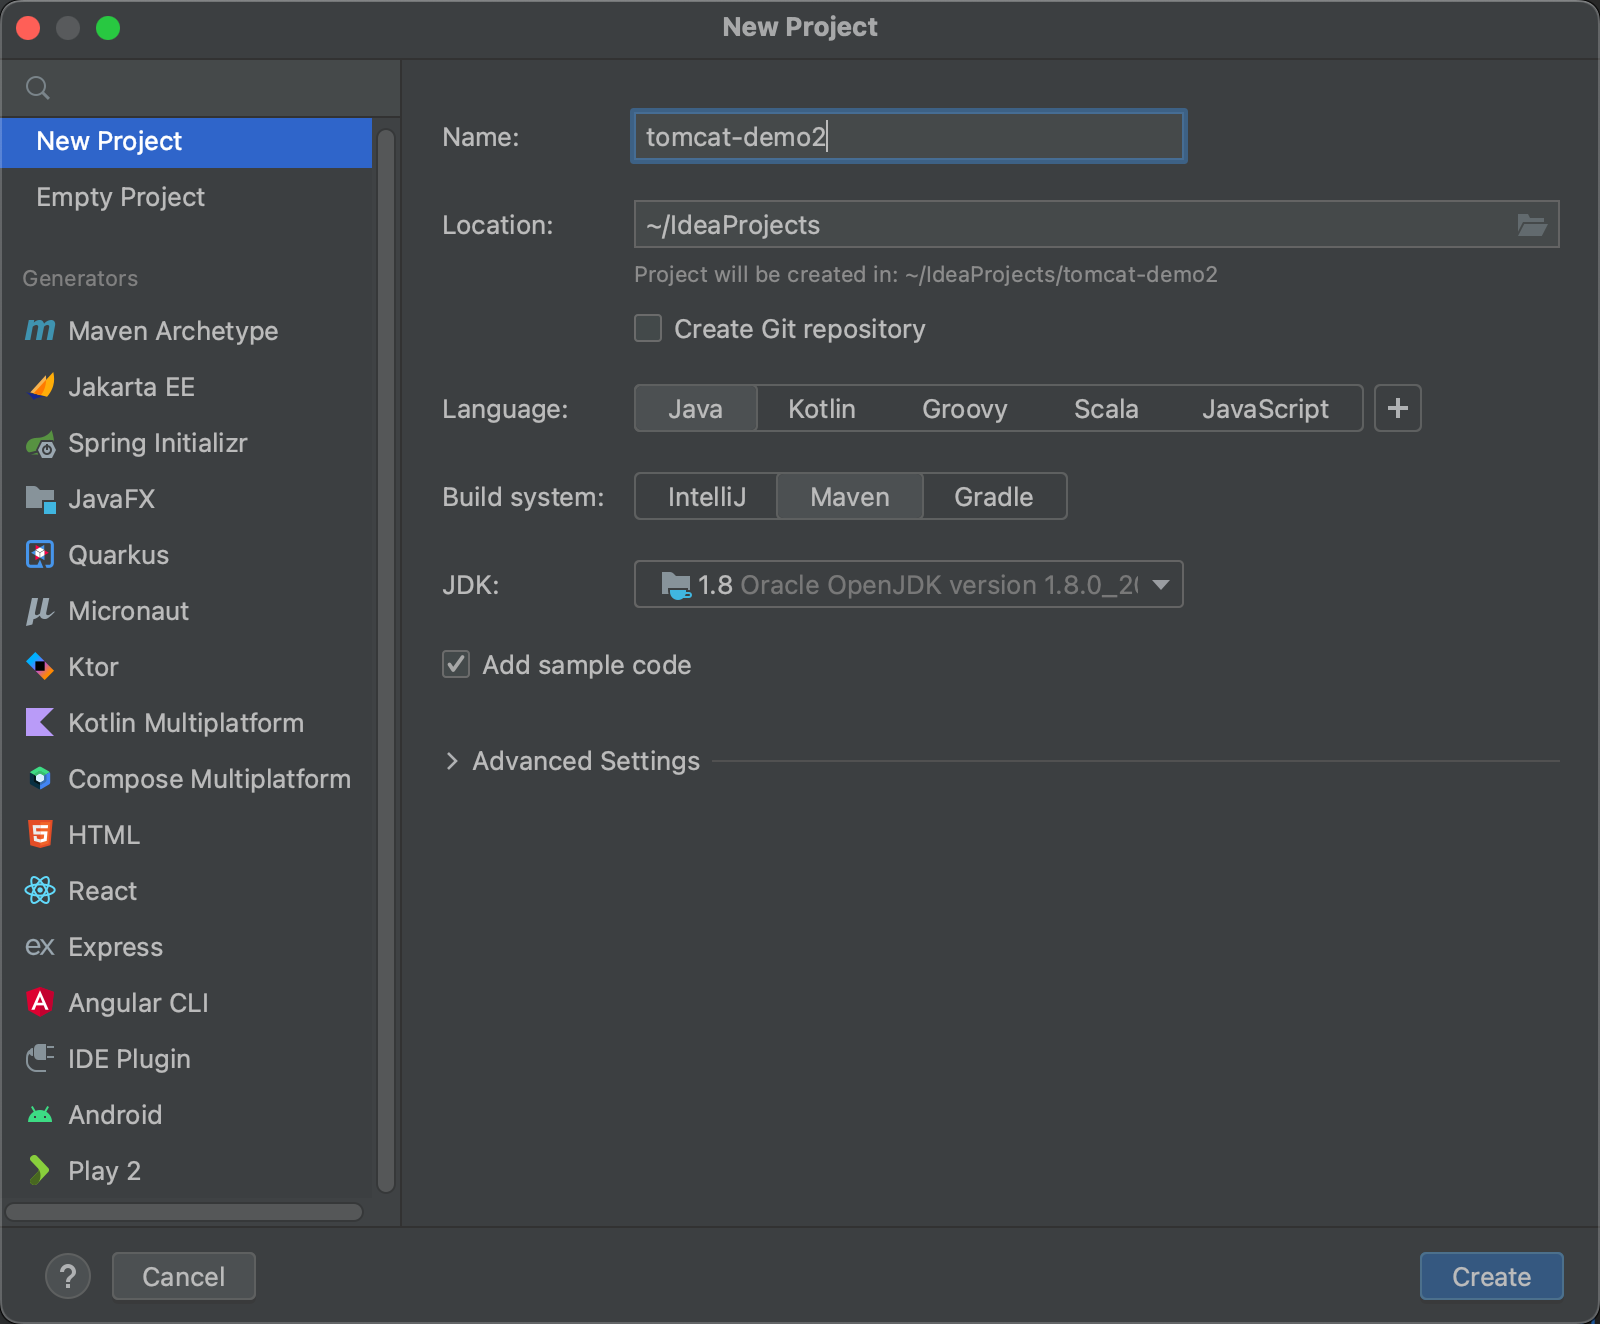 New Project
New Project
Empty Project
Generators
Maven Archetype
Jakarta EE
Spring Initializr
JavaFX
Quarkus
Micronaut
Ktor
Kotlin Multiplatform
Compose Multiplatform
HTML
React
ex Express
Angular CLI
IDE Plugin
Android
Play 2
Name: tomcat-demo2
Location: ~/IdeaProjects
Project will be created in: ~/IdeaProjects/tomcat-demo2
Create Git repository
Language: Java Kotlin Groovy Scala JavaScript +
Build system: IntelliJ Maven Gradle
JDK: 1.8 Oracle OpenJDK version 1.8.0_20
Add sample code
Advanced Settings
? Cancel Create